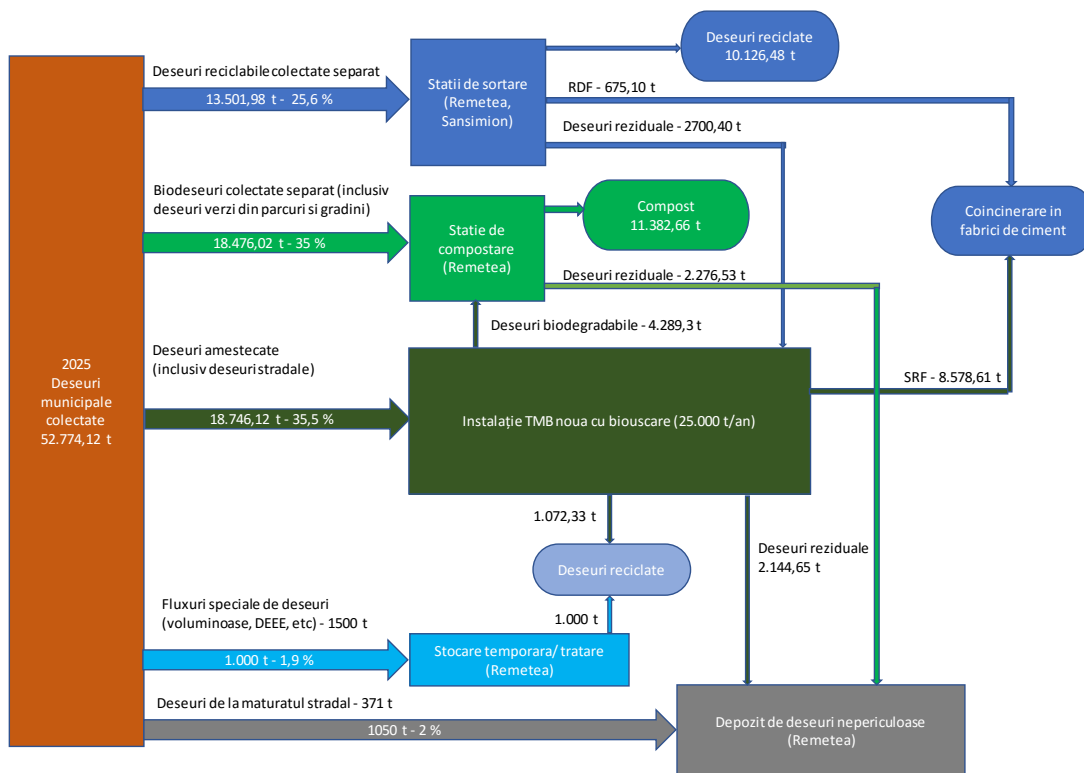 2025
Deseuri
municipale
colectate
52.774,12 t
Deseuri reciclabile colectate separat
13.501,98 t - 25,6 %
Statii de sortare
(Remetea,
Sansimion)
Deseuri reciclate
10.126,48 t
RDF - 675,10 t
Deseuri reziduale - 2700,40 t
Biodeseuri colectate separat (inclusiv
deseuri verzi din parcuri si gradini)
18.476,02 t - 35 %
Statie de
compostare
(Remetea)
Compost
11.382,66 t
Coincinerare in
fabrici de ciment
Deseuri reziduale - 2.276,53 t
Deseuri biodegradabile - 4.289,3 t
Deseuri amestecate
(inclusiv deseuri stradale)
18.746,12 t - 35,5 %
Instalație TMB noua cu biouscare (25.000 t/an)
SRF - 8.578,61 t
1.072,33 t
Deseuri reciclate
Deseuri reziduale
2.144,65 t
Fluxuri speciale de deseuri
(voluminoase, DEEE, etc) - 1500 t
1.000 t - 1,9 %
Stocare temporara/ tratare
(Remetea)
1.000 t
Deseuri de la maturatul stradal - 371 t
1050 t - 2 %
Depozit de deseuri nepericuloase
(Remetea)